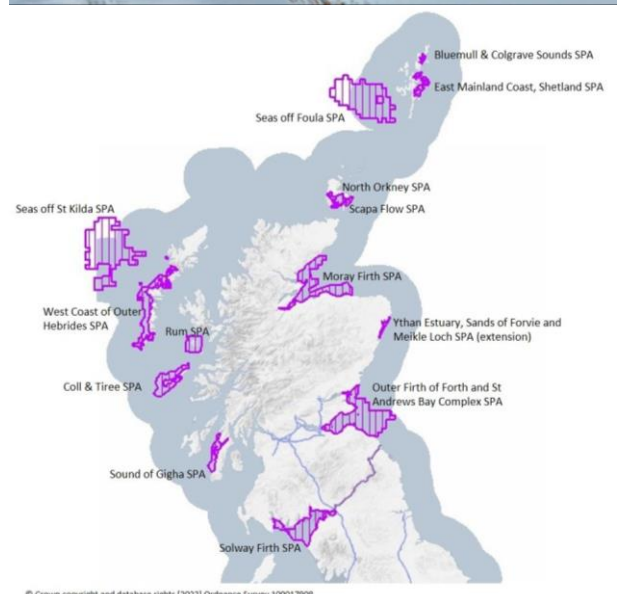 Bluemull & Colgrave Sounds SPA
East Mainland Coast, Shetland SPA
Seas off Foula SPA
North Orkney SPA
Scapa Flow SPA
Seas off St Kilda SPA
Moray Firth SPA
West Coast of Outer
Hebrides SPA
Rum SPA
Ythan Estuary, Sands of Forvie and
Meikle Loch SPA (extension)
Coll & Tiree SPA
Outer Firth of Forth and St
Andrews Bay Complex SPA
Sound of Gigha SPA
Solway Firth SPA